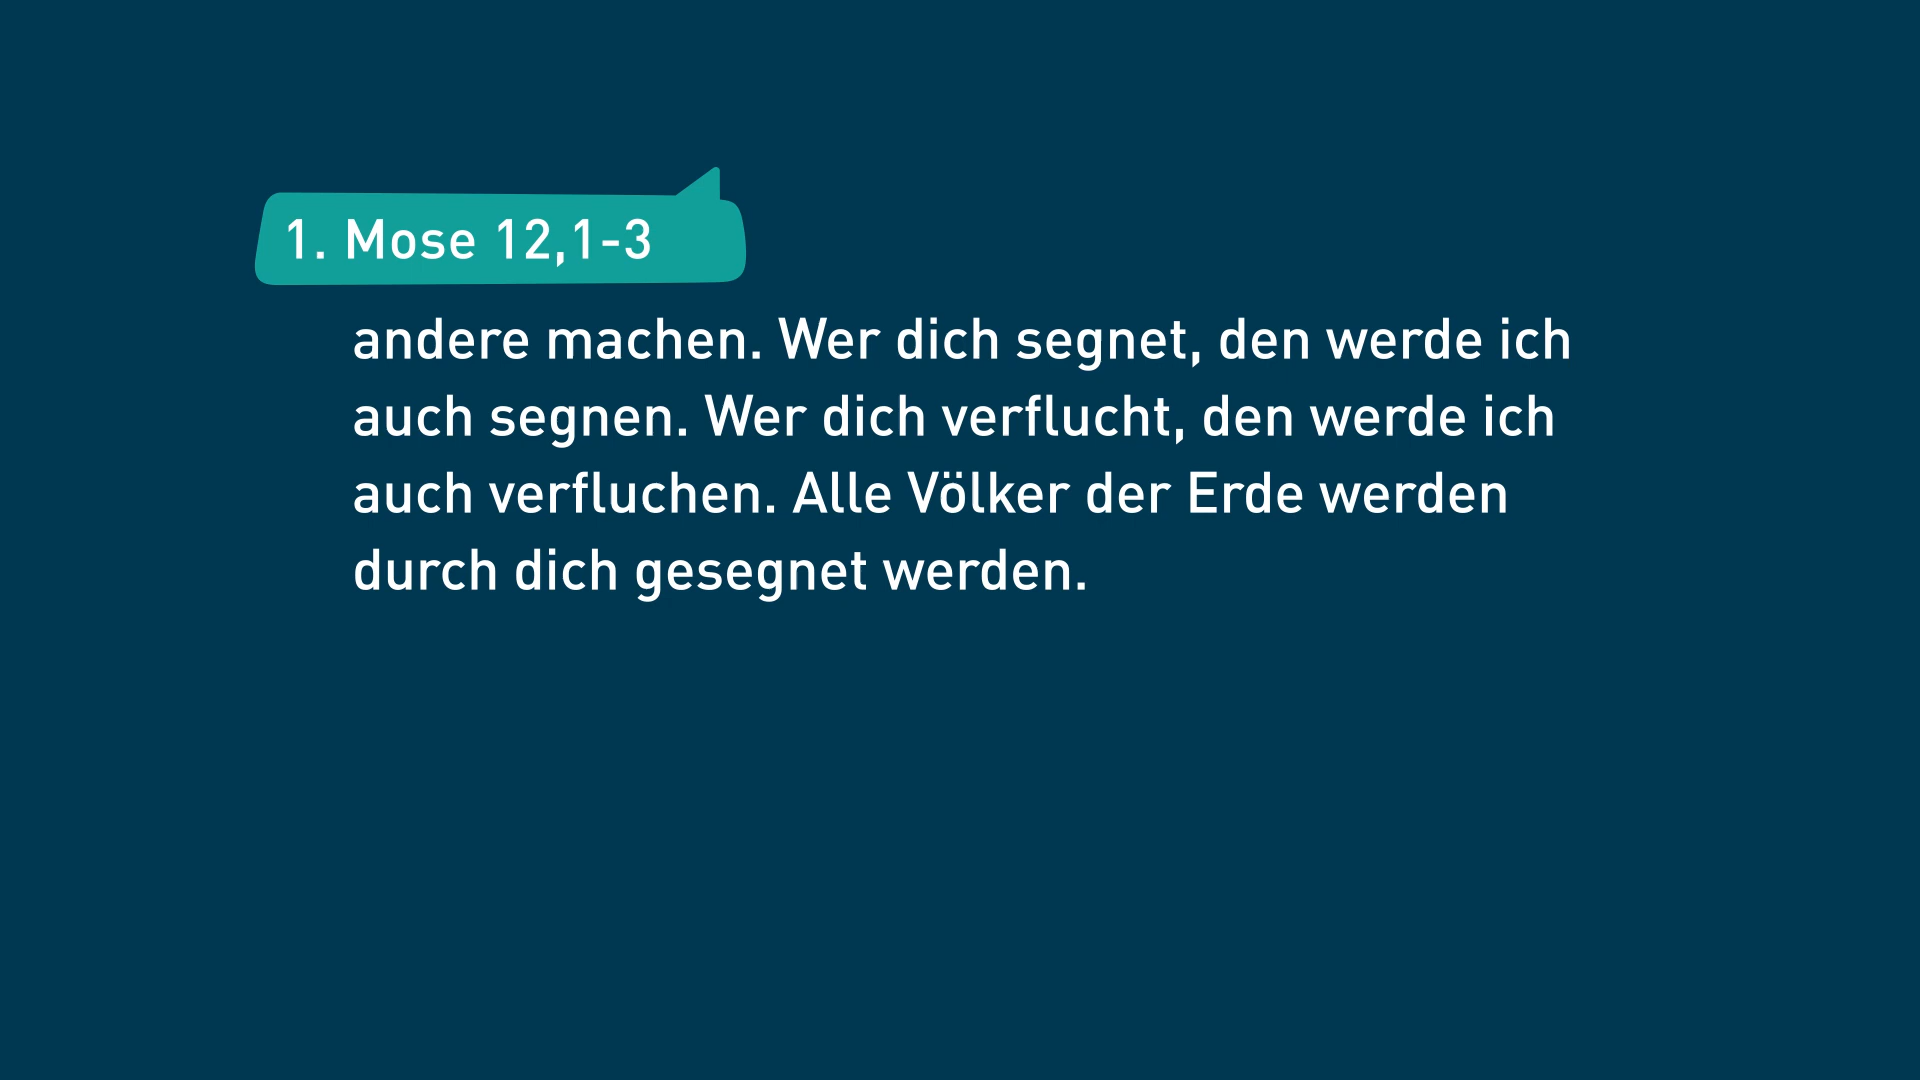 1. Mose 12,1-3
andere machen. Wer dich segnet, den werde ich
auch segnen. Wer dich verflucht, den werde ich
auch verfluchen. Alle Völker der Erde werden
durch dich gesegnet werden.